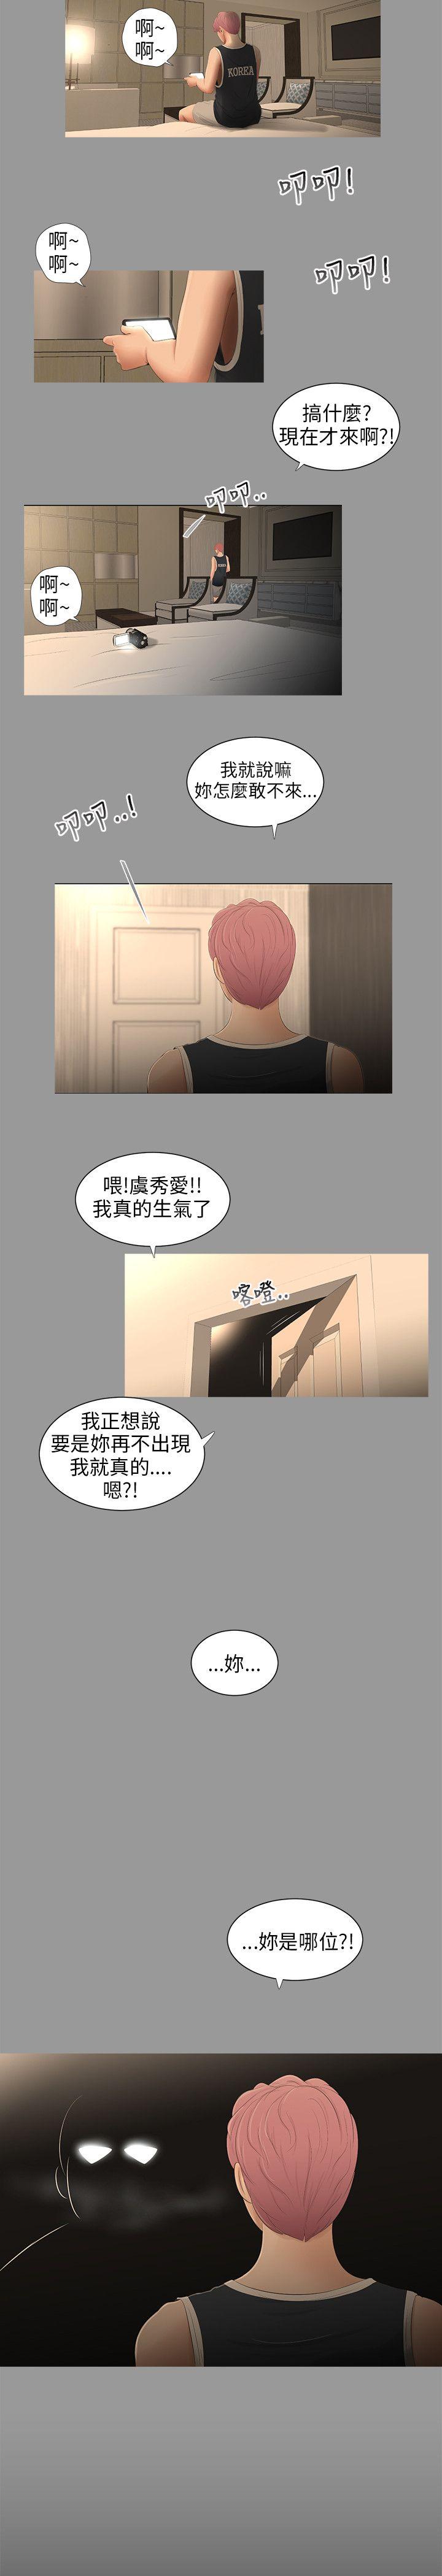 啊~
啊~
KOREA
叩叩!
啊~
啊~
叩叩!
搞什麼?
現在才來啊?!
叩叩..
啊~
啊~
我就說嘛
妳怎麼敢不來...
叩叩..!
喂!虞秀愛!!
我真的生氣了
喀噔..
我正想說
要是妳再不出現
我就真的....
嗯?!
...妳...
...妳是哪位?!